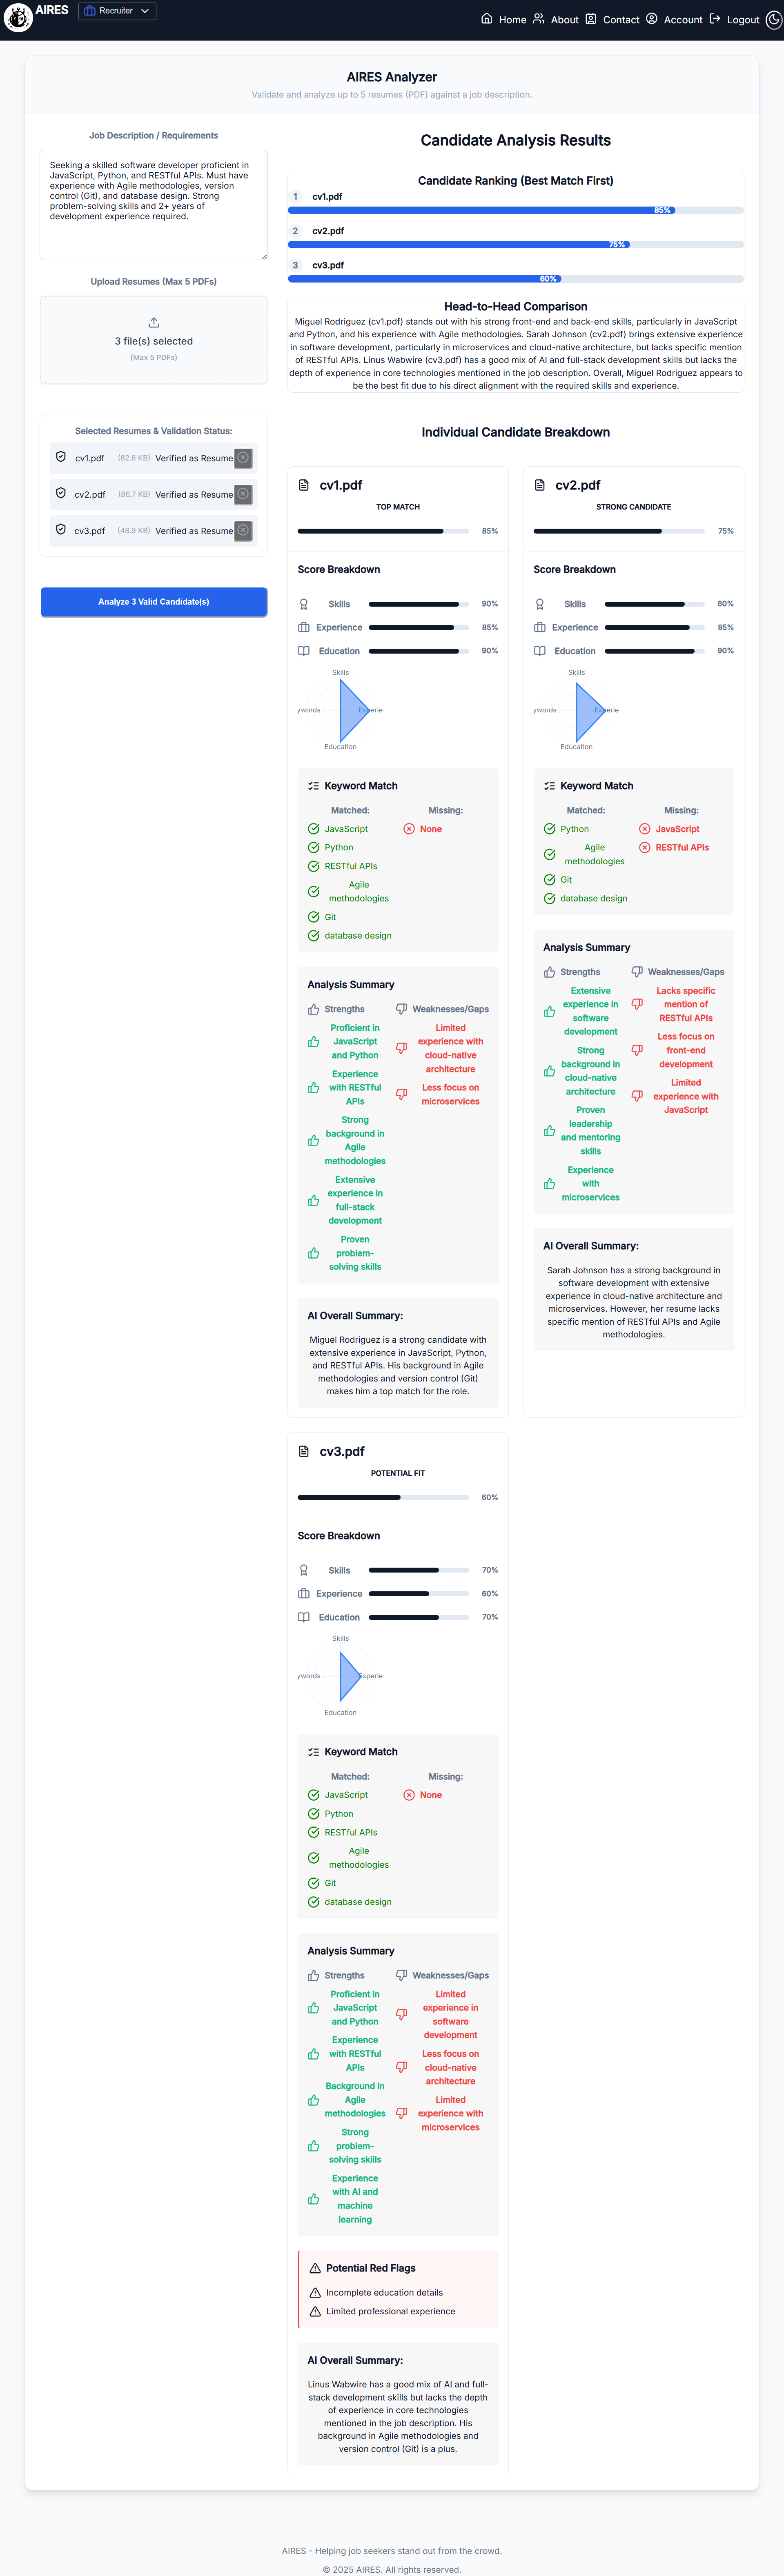 AIRES
Recruiter
Home
About
Contact
Account
Logout
AIRES Analyzer
Validate and analyze up to 5 resumes (PDF) against a job description.
Job Description / Requirements
Seeking a skilled software developer proficient in
JavaScript, Python, and RESTful APIs. Must have
experience with Agile methodologies, version
control (Git), and database design. Strong
problem-solving skills and 2+ years of
development experience required.
Upload Resumes (Max 5 PDFs)
3 file(s) selected
(Max 5 PDFs)
Selected Resumes & Validation Status:
cv1.pdf (82.6 KB) Verified as Resume
cv2.pdf (86.7 KB) Verified as Resume
cv3.pdf (48.9 KB) Verified as Resume
Analyze 3 Valid Candidate(s)
Candidate Analysis Results
Candidate Ranking (Best Match First)
1 cv1.pdf
85%
2 cv2.pdf
75%
3 cv3.pdf
60%
Head-to-Head Comparison
Miguel Rodriguez (cv1.pdf) stands out with his strong front-end and back-end skills, particularly in JavaScript
and Python, and his experience with Agile methodologies. Sarah Johnson (cv2.pdf) brings extensive experience
in software development, particularly in microservices and cloud-native architecture, but lacks specific mention
of RESTful APIs. Linus Wabwire (cv3.pdf) has a good mix of AI and full-stack development skills but lacks the
depth of experience in core technologies mentioned in the job description. Overall, Miguel Rodriguez appears to
be the best fit due to his direct alignment with the required skills and experience.
Individual Candidate Breakdown
cv1.pdf
TOP MATCH
85%
Score Breakdown
Skills 90%
Experience 85%
Education 90%
Skills
ywords
Experie
Education
Keyword Match
Matched:
JavaScript
Python
RESTful APIs
Agile
methodologies
Git
database design
Missing:
None
Analysis Summary
Strengths
Proficient in
JavaScript
and Python
Experience
with RESTful
APIs
Strong
background in
Agile
methodologies
Extensive
experience in
full-stack
development
Proven
problem-
solving skills
Weaknesses/Gaps
Limited
experience with
cloud-native
architecture
Less focus on
microservices
AI Overall Summary:
Miguel Rodriguez is a strong candidate with
extensive experience in JavaScript, Python,
and RESTful APIs. His background in Agile
methodologies and version control (Git)
makes him a top match for the role.
cv2.pdf
STRONG CANDIDATE
75%
Score Breakdown
Skills 80%
Experience 85%
Education 90%
Skills
ywords
Experie
Education
Keyword Match
Matched:
Python
Agile
methodologies
Git
database design
Missing:
JavaScript
RESTful APIs
Analysis Summary
Strengths
Extensive
experience in
software
development
Strong
background in
cloud-native
architecture
Proven
leadership
and mentoring
skills
Experience
with
microservices
Weaknesses/Gaps
Lacks specific
mention of
RESTful APIs
Less focus on
front-end
development
Limited
experience with
JavaScript
AI Overall Summary:
Sarah Johnson has a strong background in
software development with extensive
experience in cloud-native architecture and
microservices. However, her resume lacks
specific mention of RESTful APIs and Agile
methodologies.
cv3.pdf
POTENTIAL FIT
60%
Score Breakdown
Skills 70%
Experience 60%
Education 70%
Skills
ywords
Experie
Education
Keyword Match
Matched:
JavaScript
Python
RESTful APIs
Agile
methodologies
Git
database design
Missing:
None
Analysis Summary
Strengths
Proficient in
JavaScript
and Python
Experience
with RESTful
APIs
Background in
Agile
methodologies
Strong
problem-
solving skills
Experience
with AI and
machine
learning
Weaknesses/Gaps
Limited
experience in
software
development
Less focus on
cloud-native
architecture
Limited
experience with
microservices
Potential Red Flags
Incomplete education details
Limited professional experience
AI Overall Summary:
Linus Wabwire has a good mix of AI and full-
stack development skills but lacks the depth
of experience in core technologies
mentioned in the job description. His
background in Agile methodologies and
version control (Git) is a plus.
AIRES - Helping job seekers stand out from the crowd.
© 2025 AIRES. All rights reserved.